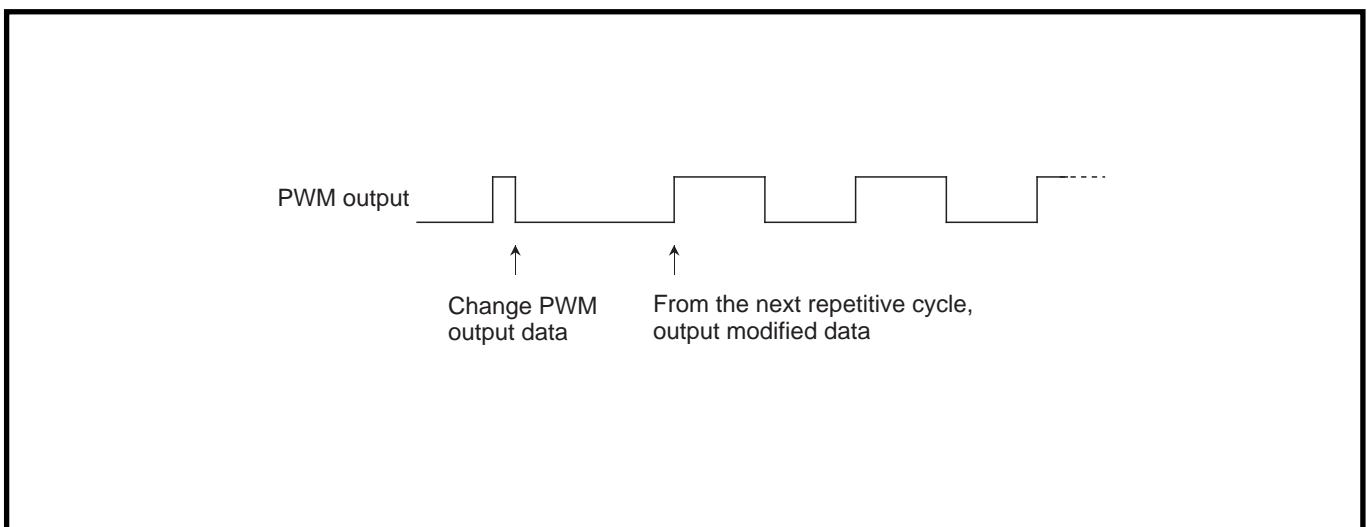 PWM output
Change PWM
output data
From the next repetitive cycle,
output modified data